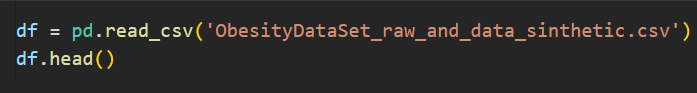 df = pd.read_csv('ObesityDataSet_raw_and_data_sinthetic.csv')
df.head()